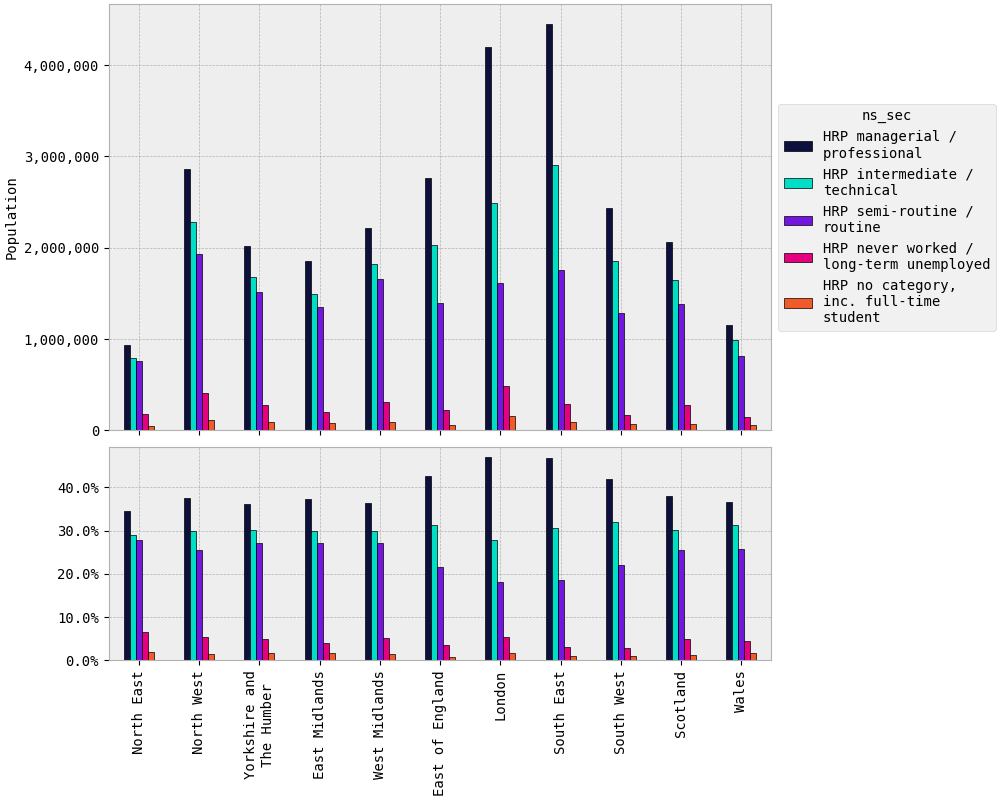 Population
4,000,000
3,000,000
2,000,000
1,000,000
0
ns_sec
HRP managerial /
professional
HRP intermediate /
technical
HRP semi-routine /
routine
HRP never worked /
long-term unemployed
HRP no category,
inc. full-time
student
40.0%
30.0%
20.0%
10.0%
0.0%
North East
North West
Yorkshire and
The Humber
East Midlands
West Midlands
East of England
London
South East
South West
Scotland
Wales